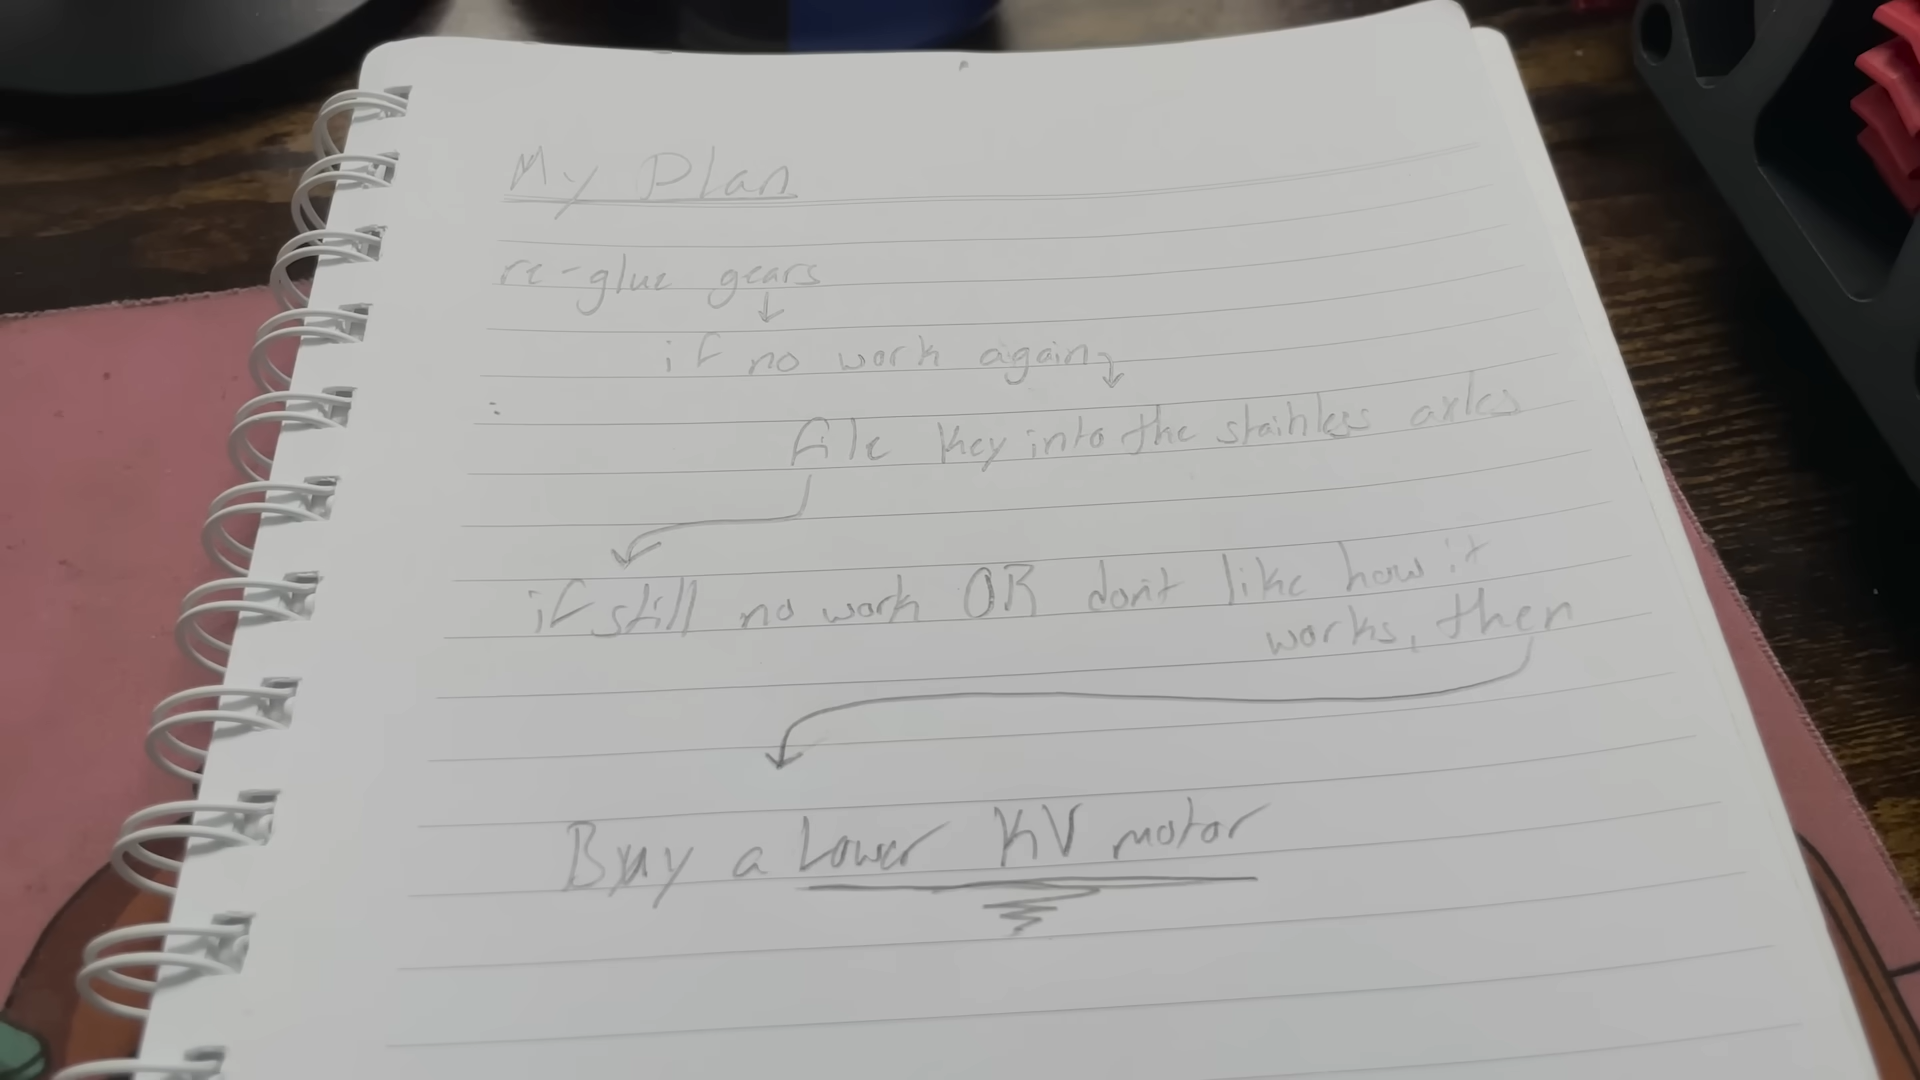 My Plan
re-glue gears
if no work again,
file key into the stainless axles
if still no work OR don't like how it
works, then
Buy a Lower KV motor